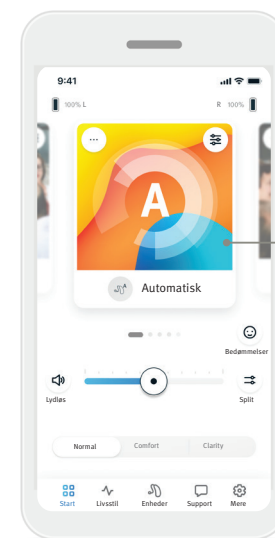 9:41
100% L
R 100%
A
Automatisk
Bedømmelser
Lydløs
Split
Normal
Comfort
Clarity
Start
Livsstil
Enheder
Support
Mere